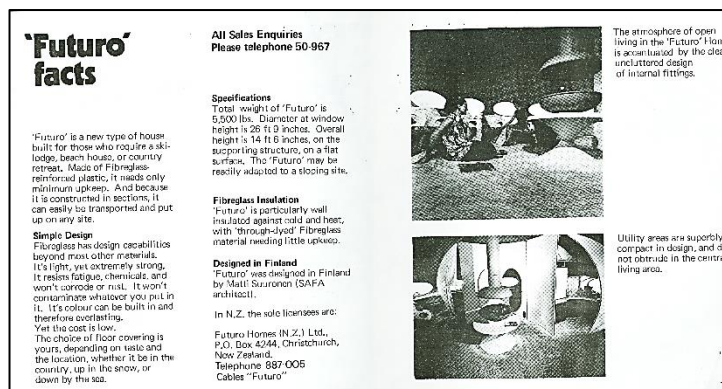 'Futuro'
facts
'Futuro' is a new type of house
built for those who require a ski-
lodge, beach house, or country
retreat. Made of Fibreglass-
reinforced plastic, it needs only
minimum upkeep. And because
it is constructed in sections, it
can easily be transported and put
up on any site.
Simple Design
Fibreglass has design capabilities
beyond most other materials.
It's light, yet extremely strong.
It resists fatigue, chemicals, and
won't corrode or rust. It won't
contaminate whatever you put in
it. It's colour can be built in and
therefore everlasting.
Yet the cost is low.
The choice of floor covering is
yours, depending on taste and
the location, whether it be in the
country, up in the snow, or
down by the sea.
All Sales Enquiries
Please telephone 50-967
Specifications
Total weight of 'Futuro' is
5,500 lbs. Diameter at window
height is 26 ft 9 inches. Overall
height is 14 ft 6 inches, on the
supporting structure, on a flat
surface. The 'Futuro' may be
readily adapted to a sloping site.
Fibreglass Insulation
'Futuro' is particularly well
insulated against cold and heat,
with 'through-dyed' Fibreglass
material needing little upkeep.
Designed in Finland
'Futuro' was designed in Finland
by Matti Suuronen (SAFA
architect).
In N.Z. the sole licensees are:
Futuro Homes (N.Z.) Ltd.,
P.O. Box 4244, Christchurch,
New Zealand.
Telephone 887-005
Cables "Futuro"
The atmosphere of open
living in the 'Futuro'
is accentuated by the
uncluttered design
of internal fittings.
Utility areas are superbly
compact in design, and
not obtrude in the
living area.